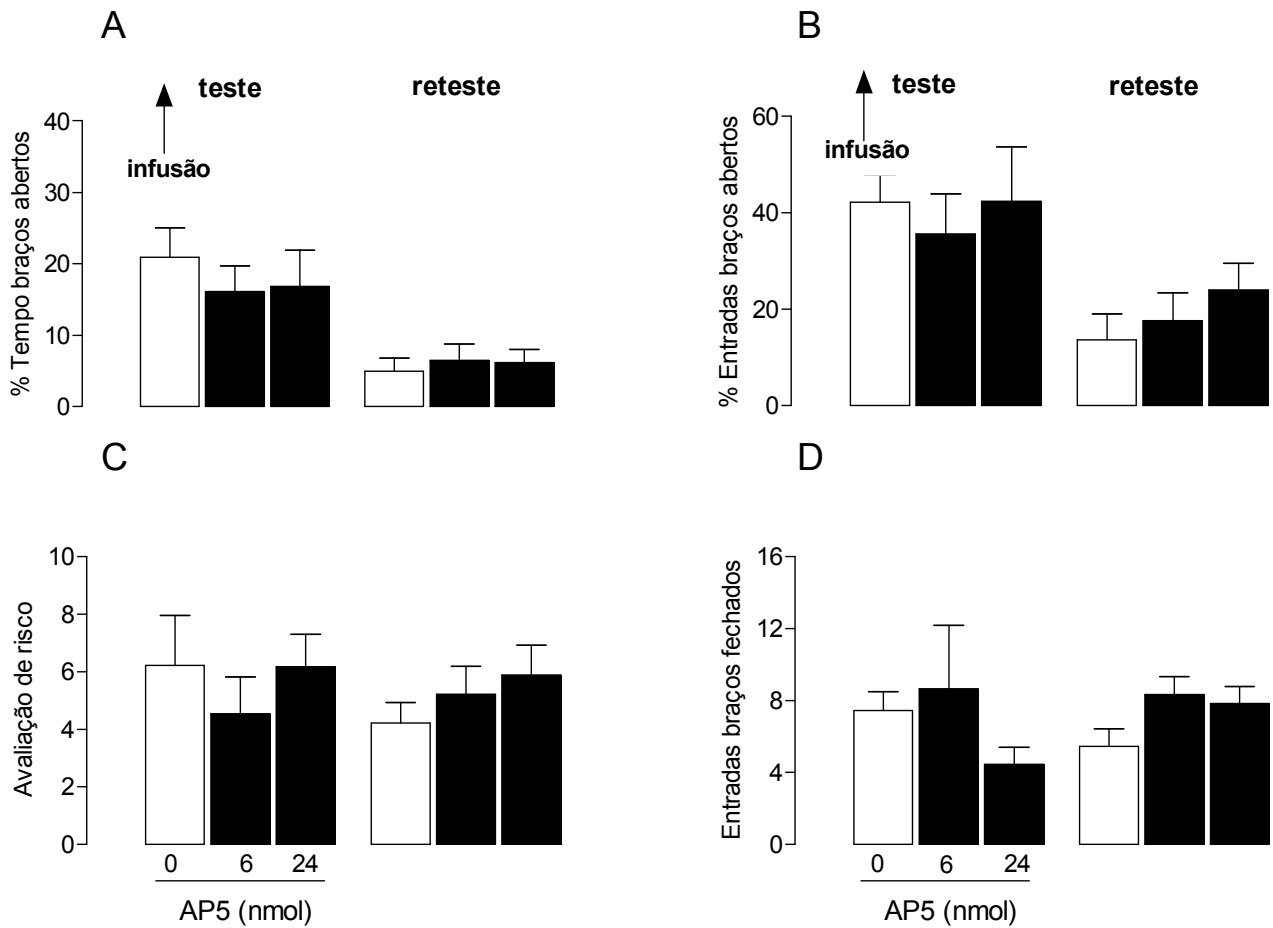 A
teste
reteste
infusão
40
30
20
10
0
% Tempo braços abertos
B
teste
reteste
infusão
60
40
20
0
% Entradas braços abertos
C
10
8
6
4
2
0
Avaliação de risco
0 6 24
AP5 (nmol)
D
16
12
8
4
0
Entradas braços fechados
0 6 24
AP5 (nmol)